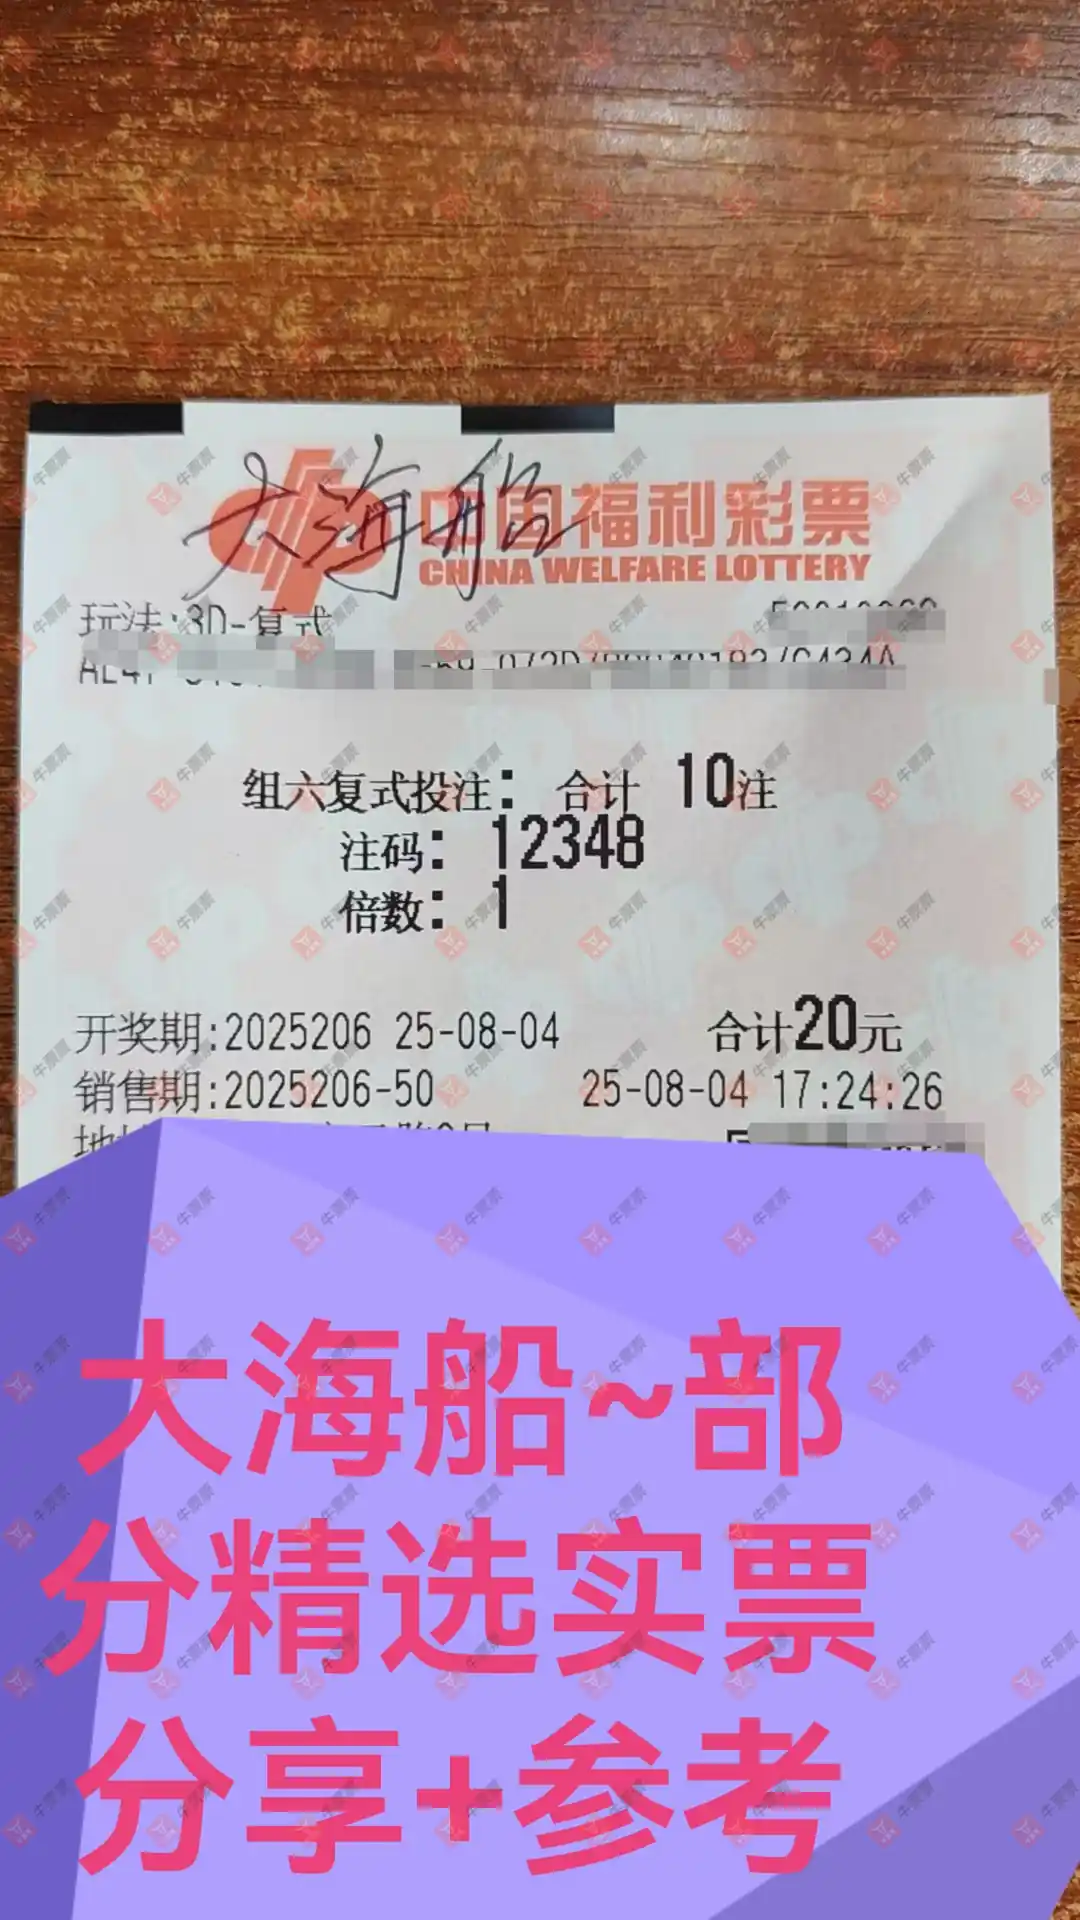 大海船
中国福利彩票
CHINA WELFARE LOTTERY
玩法:3D-复式
组六复式投注: 合计 10注
注码: 12348
倍数: 1
开奖期:2025206 25-08-04 合计20元
销售期:2025206-50 25-08-04 17:24:26
大海船~部
分精选实票
分享+参考
牛票票